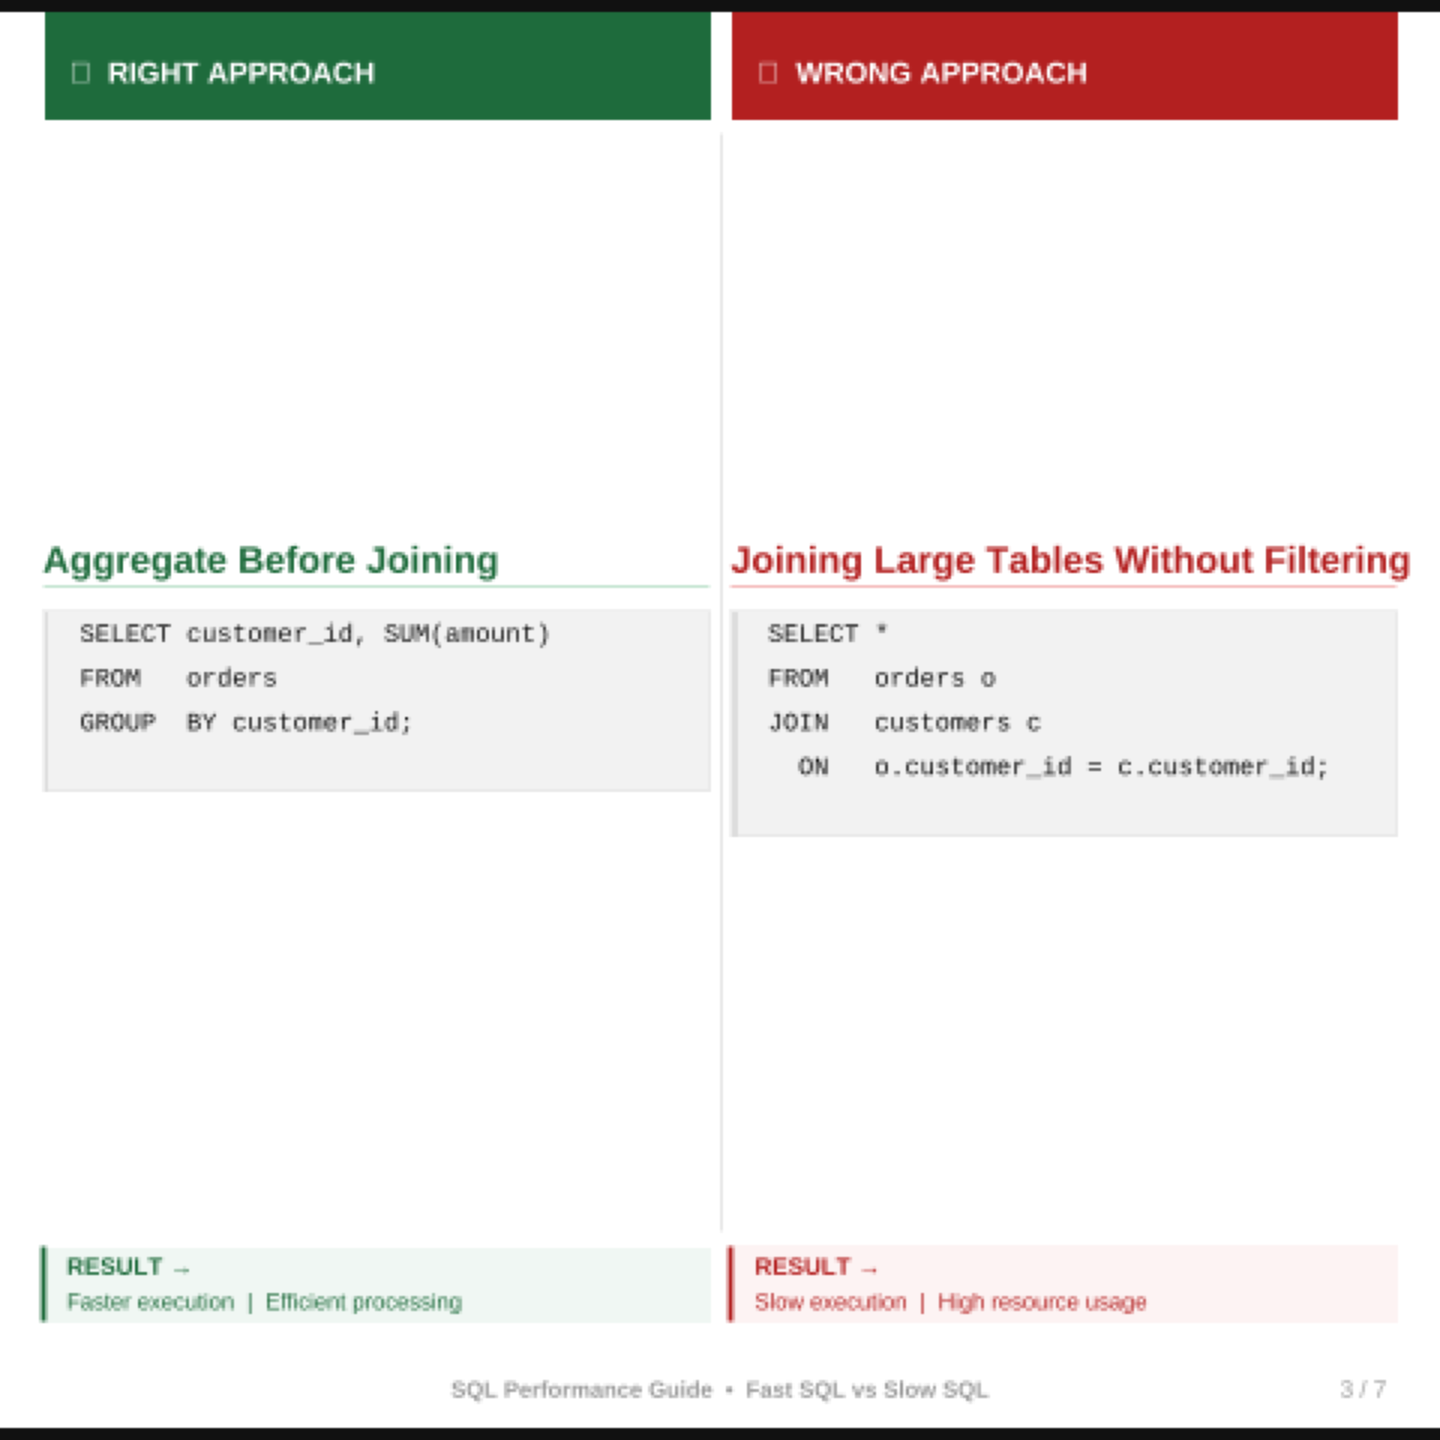 RIGHT APPROACH
WRONG APPROACH
Aggregate Before Joining
SELECT customer_id, SUM(amount)
FROM   orders
GROUP  BY customer_id;
Joining Large Tables Without Filtering
SELECT *
FROM   orders o
JOIN   customers c
  ON   o.customer_id = c.customer_id;
RESULT →
Faster execution | Efficient processing
RESULT →
Slow execution | High resource usage
SQL Performance Guide • Fast SQL vs Slow SQL
3 / 7